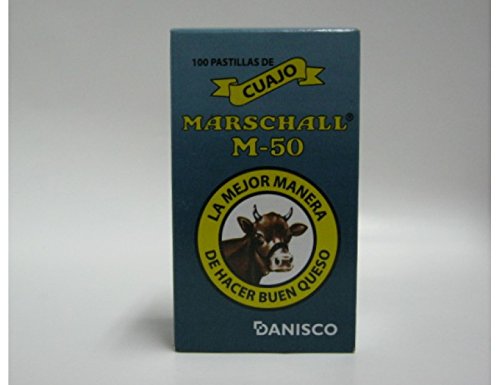 100 PASTILLAS DE
CUAJO
MARSCHALL®
M-50
LA MEJOR MANERA
DE HACER BUEN QUESO
DANISCO